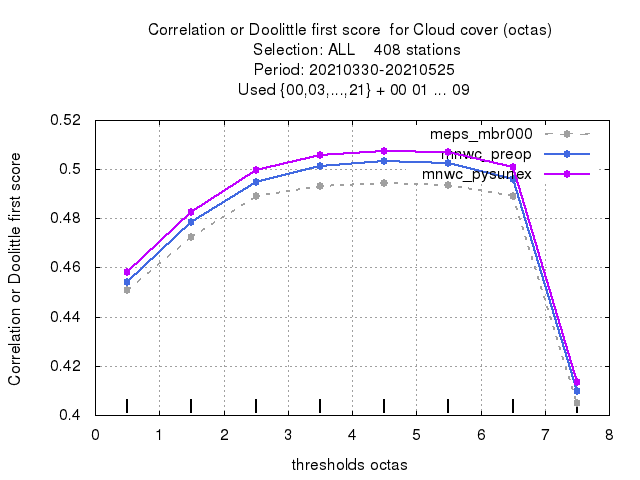 Correlation or Doolittle first score  for Cloud cover (octas)
Selection: ALL    408 stations
Period: 20210330-20210525
Used {00,03,...,21} + 00 01 ... 09
Correlation or Doolittle first score
0.52
0.5
0.48
0.46
0.44
0.42
0.4
meps_mbr000
mnwc_preop
0 1 2 3 4 5 6 7 8
thresholds octas